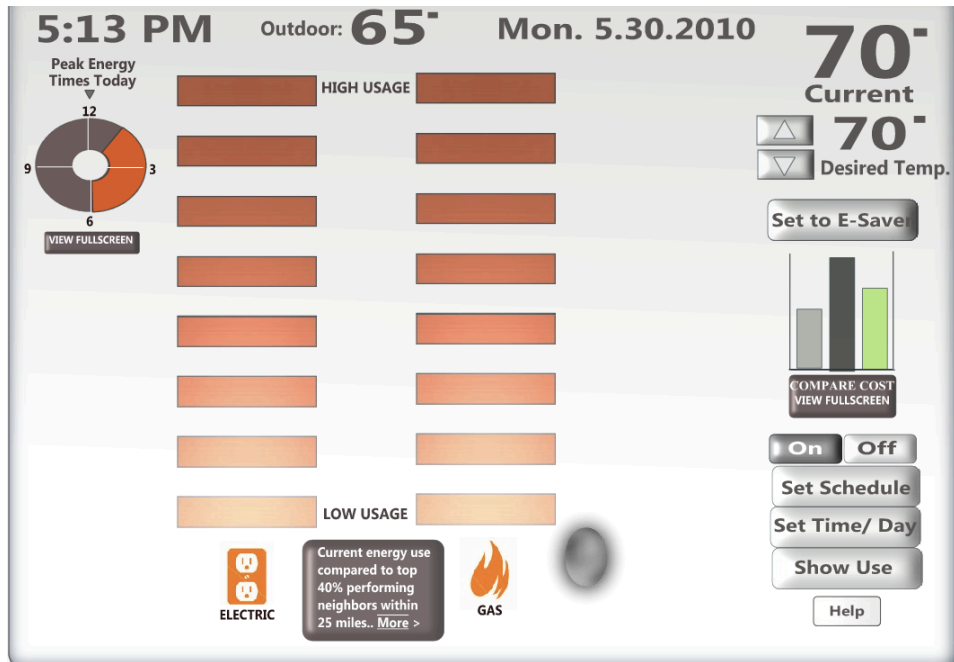 5:13 PM
Outdoor: 65-
Mon. 5.30.2010
70-
Current
70-
Desired Temp.
Peak Energy
Times Today
12
9
3
6
VIEW FULLSCREEN
HIGH USAGE
LOW USAGE
ELECTRIC
Current energy use
compared to top
40% performing
neighbors within
25 miles.. More >
GAS
Set to E-Saver
COMPARE COST
VIEW FULLSCREEN
On
Off
Set Schedule
Set Time/ Day
Show Use
Help